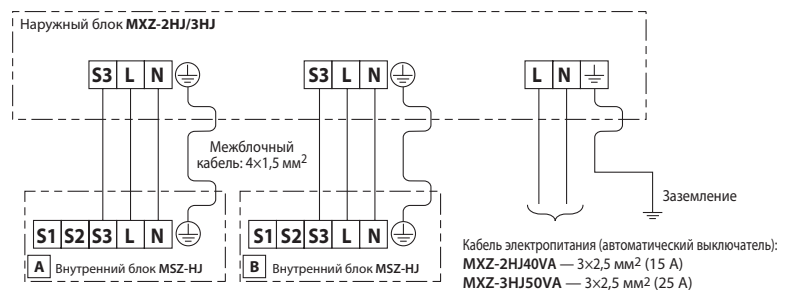 Наружный блок MXZ-2HJ/3HJ
S3 L N
S3 L N
L N
Межблочный
кабель: 4×1,5 мм²
Заземление
S1 S2 S3 L N
S1 S2 S3 L N
A Внутренний блок MSZ-HJ
B Внутренний блок MSZ-HJ
Кабель электропитания (автоматический выключатель):
MXZ-2HJ40VA — 3×2,5 мм² (15 А)
MXZ-3HJ50VA — 3×2,5 мм² (25 А)